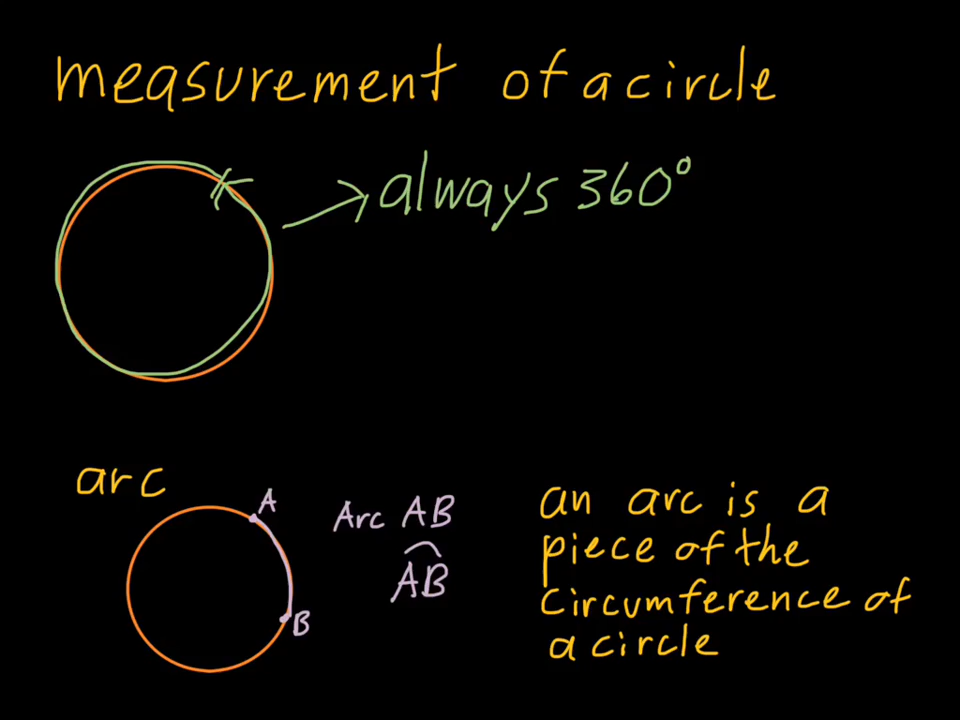 measurement of a circle
always 360°
arc
A
Arc AB
AB
B
an arc is a
piece of the
circumference of
a circle